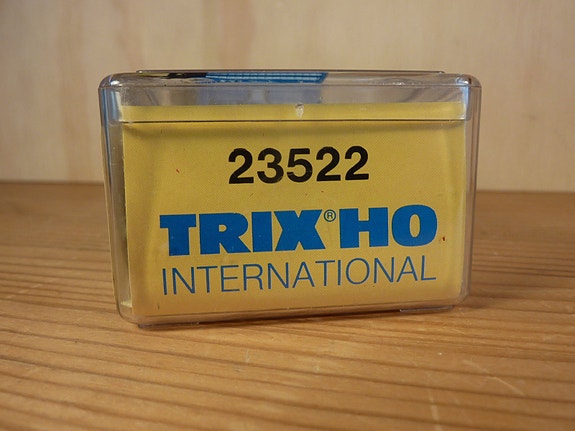 23522
TRIX® HO
INTERNATIONAL